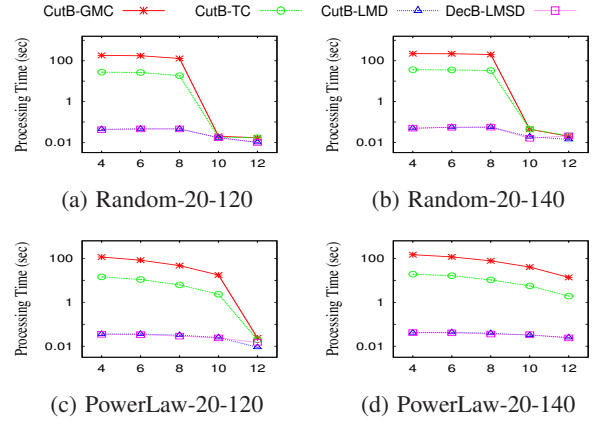 CutB-GMC CutB-TC CutB-LMD DecB-LMSD
Processing Time (sec)
100
1
0.01
4 6 8 10 12
(a) Random-20-120
Processing Time (sec)
100
1
0.01
4 6 8 10 12
(b) Random-20-140
Processing Time (sec)
100
1
0.01
4 6 8 10 12
(c) PowerLaw-20-120
Processing Time (sec)
100
1
0.01
4 6 8 10 12
(d) PowerLaw-20-140